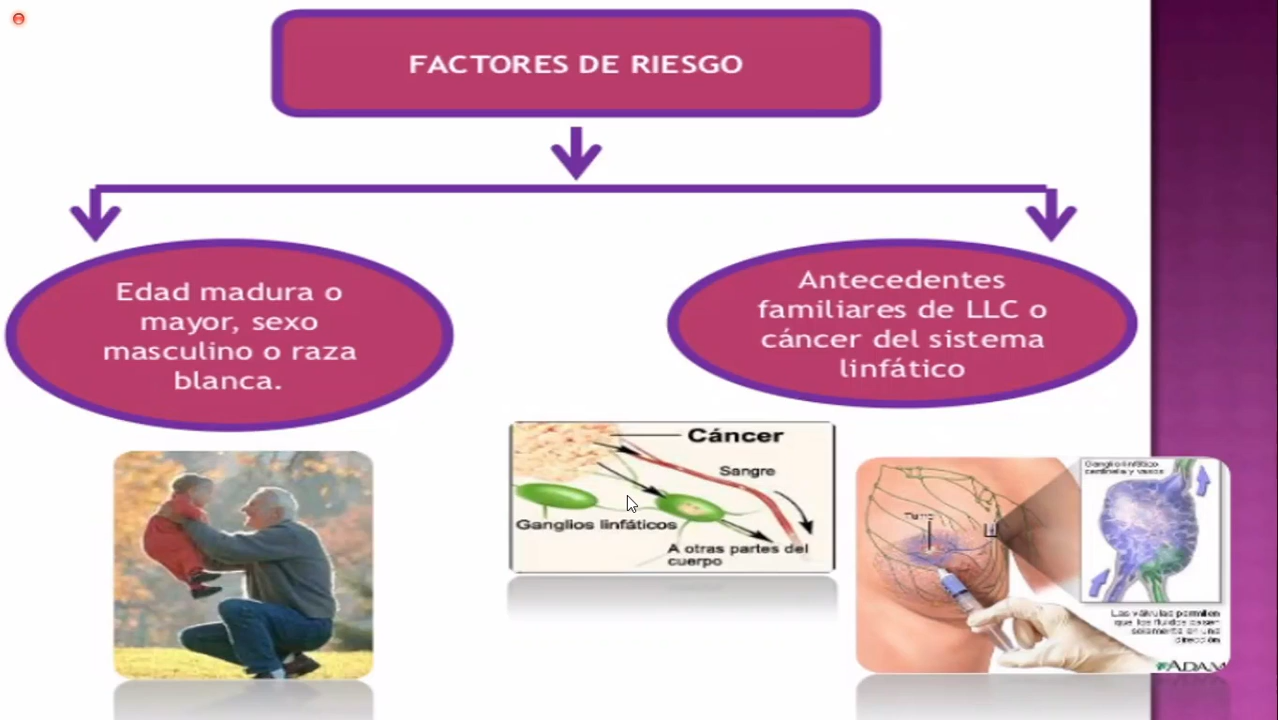 FACTORES DE RIESGO
Edad madura o
mayor, sexo
masculino o raza
blanca.
Antecedentes
familiares de LLC o
cáncer del sistema
linfático
Cáncer
Sangre
Ganglios linfáticos
A otras partes del
cuerpo
Ganglio linfático
centinela y vasos
Tumor
Las válvulas permiten
que los fluidos pasen
solamente en una
dirección
ADAM